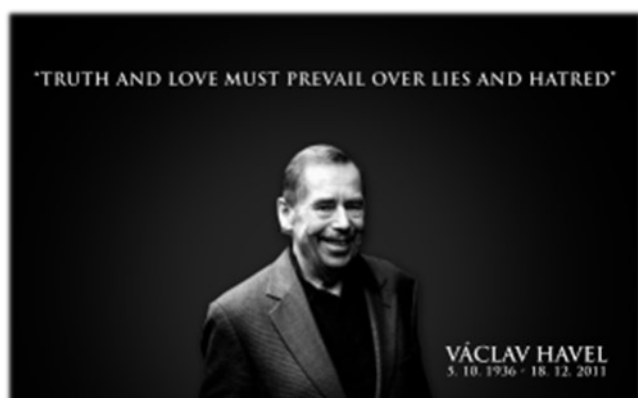 "TRUTH AND LOVE MUST PREVAIL OVER LIES AND HATRED"
VÁCLAV HAVEL
5. 10. 1936 - 18. 12. 2011